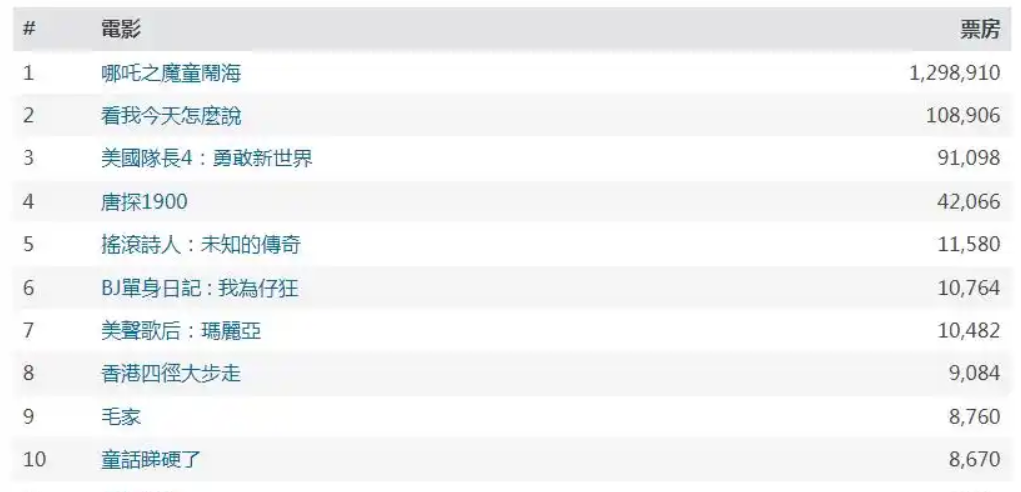 # 電影 票房
1 哪吒之魔童鬧海 1,298,910
2 看我今天怎麼說 108,906
3 美國隊長4：勇敢新世界 91,098
4 唐探1900 42,066
5 搖滾詩人：未知的傳奇 11,580
6 BJ單身日記：我為仔狂 10,764
7 美聲歌后：瑪麗亞 10,482
8 香港四徑大步走 9,084
9 毛家 8,760
10 童話睇硬了 8,670